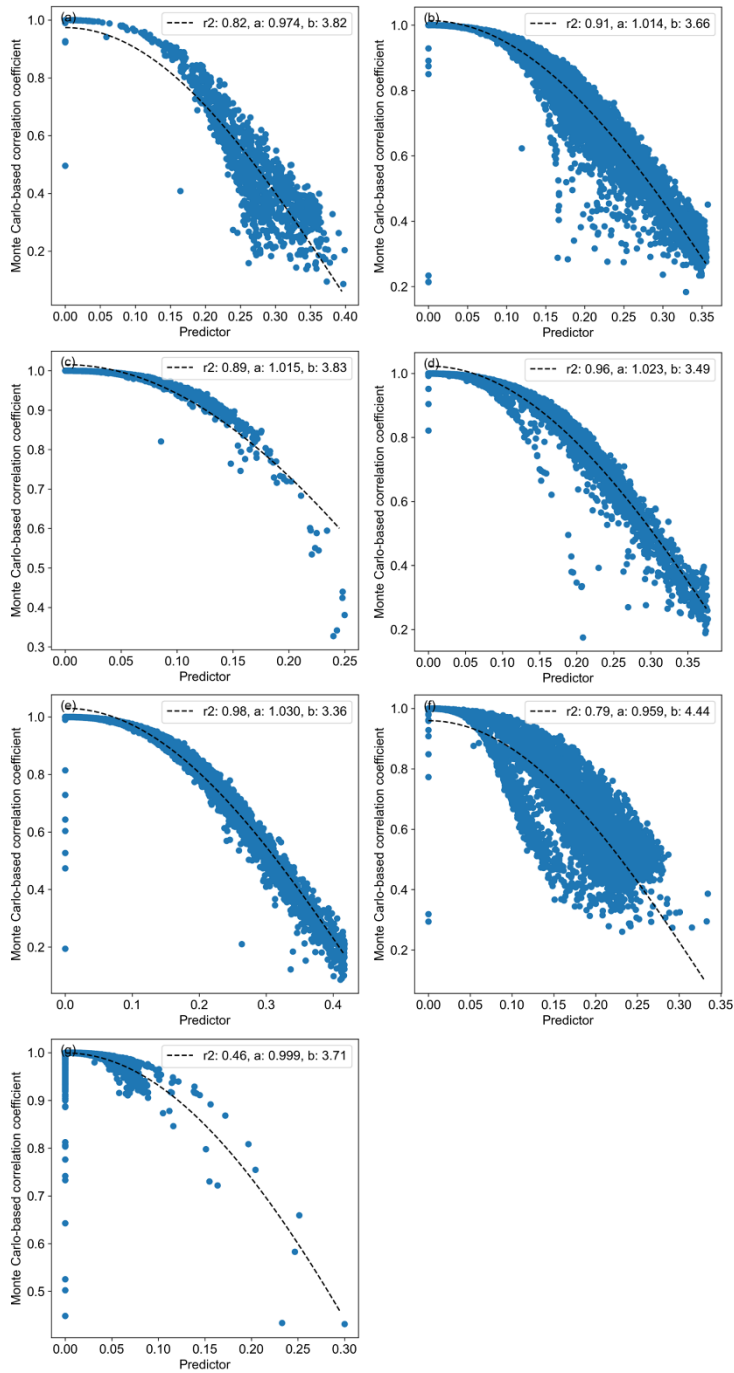 (a)
r2: 0.82, a: 0.974, b: 3.82
1.0
0.8
0.6
0.4
0.2
Monte Carlo-based correlation coefficient
0.00 0.05 0.10 0.15 0.20 0.25 0.30 0.35 0.40
Predictor
(b)
r2: 0.91, a: 1.014, b: 3.66
1.0
0.8
0.6
0.4
0.2
Monte Carlo-based correlation coefficient
0.00 0.05 0.10 0.15 0.20 0.25 0.30 0.35
Predictor
(c)
r2: 0.89, a: 1.015, b: 3.83
1.0
0.9
0.8
0.7
0.6
0.5
0.4
0.3
Monte Carlo-based correlation coefficient
0.00 0.05 0.10 0.15 0.20 0.25
Predictor
(d)
r2: 0.96, a: 1.023, b: 3.49
1.0
0.8
0.6
0.4
0.2
Monte Carlo-based correlation coefficient
0.00 0.05 0.10 0.15 0.20 0.25 0.30 0.35
Predictor
(e)
r2: 0.98, a: 1.030, b: 3.36
1.0
0.8
0.6
0.4
0.2
Monte Carlo-based correlation coefficient
0.0 0.1 0.2 0.3 0.4
Predictor
(f)
r2: 0.79, a: 0.959, b: 4.44
1.0
0.8
0.6
0.4
0.2
Monte Carlo-based correlation coefficient
0.00 0.05 0.10 0.15 0.20 0.25 0.30 0.35
Predictor
(g)
r2: 0.46, a: 0.999, b: 3.71
1.0
0.9
0.8
0.7
0.6
0.5
Monte Carlo-based correlation coefficient
0.00 0.05 0.10 0.15 0.20 0.25 0.30
Predictor